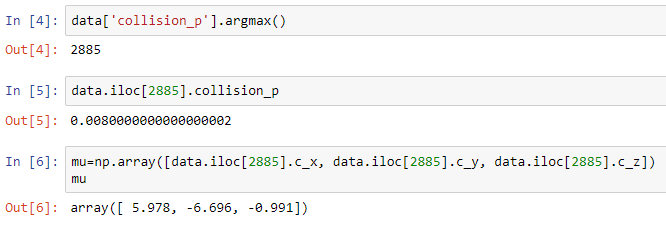 In [4]: data['collision_p'].argmax()
Out[4]: 2885
In [5]: data.iloc[2885].collision_p
Out[5]: 0.0080000000000000002
In [6]: mu=np.array([data.iloc[2885].c_x, data.iloc[2885].c_y, data.iloc[2885].c_z])
mu
Out[6]: array([ 5.978, -6.696, -0.991])